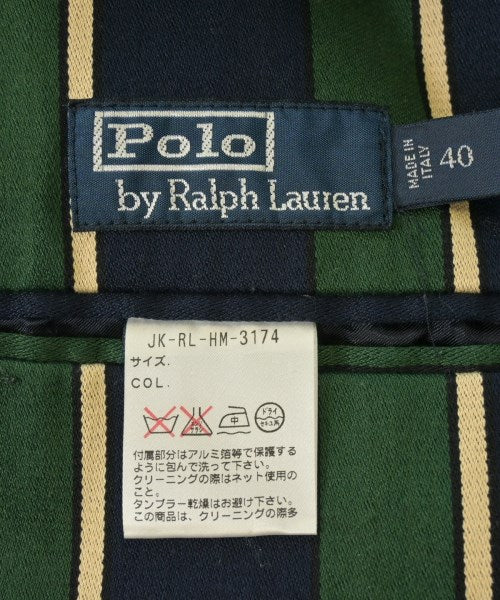 Polo
by Ralph Lauren
MADE IN
ITALY
40
JK-RL-HM-3174
サイズ.
COL.
中
ドライ
セキユ系
付属部分はアルミ箔等で保護する
ように包んで洗って下さい。
クリーニングの際はネット使用の
こと。
タンブラー乾燥はお避け下さい。
この商品は、クリーニングの際多